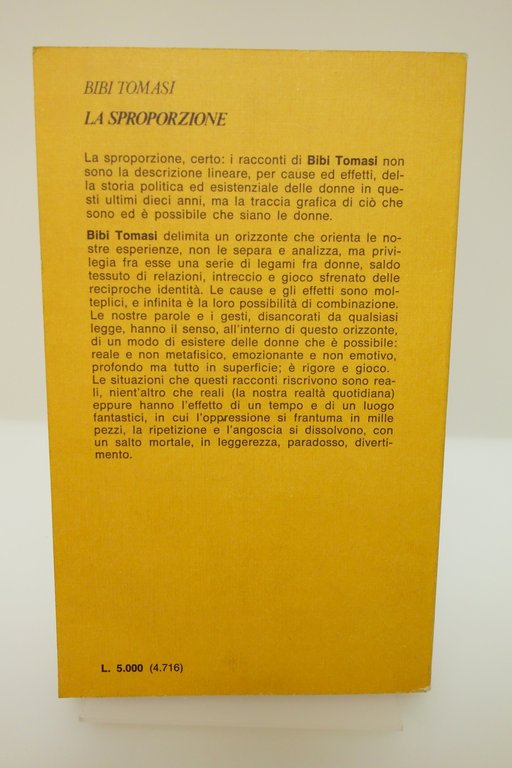 BIBI TOMASI
LA SPROPORZIONE
La sproporzione, certo: i racconti di Bibi Tomasi non
sono la descrizione lineare, per cause ed effetti, del-
la storia politica ed esistenziale delle donne in que-
sti ultimi dieci anni, ma la traccia grafica di ciò che
sono ed è possibile che siano le donne.
Bibi Tomasi delimita un orizzonte che orienta le no-
stre esperienze, non le separa e analizza, ma privi-
legia fra esse una serie di legami fra donne, saldo
tessuto di relazioni, intreccio e gioco sfrenato delle
reciproche identità. Le cause e gli effetti sono mol-
teplici, e infinita è la loro possibilità di combinazione.
Le nostre parole e i gesti, disancorati da qualsiasi
legge, hanno il senso, all'interno di questo orizzonte,
di un modo di esistere delle donne che è possibile:
reale e non metafisico, emozionante e non emotivo,
profondo ma tutto in superficie; è rigore e gioco.
Le situazioni che questi racconti riscrivono sono rea-
li, nient'altro che reali (la nostra realtà quotidiana)
eppure hanno l'effetto di un tempo e di un luogo
fantastici, in cui l'oppressione si frantuma in mille
pezzi, la ripetizione e l'angoscia si dissolvono, con
un salto mortale, in leggerezza, paradosso, diverti-
mento.
L. 5.000 (4.716)